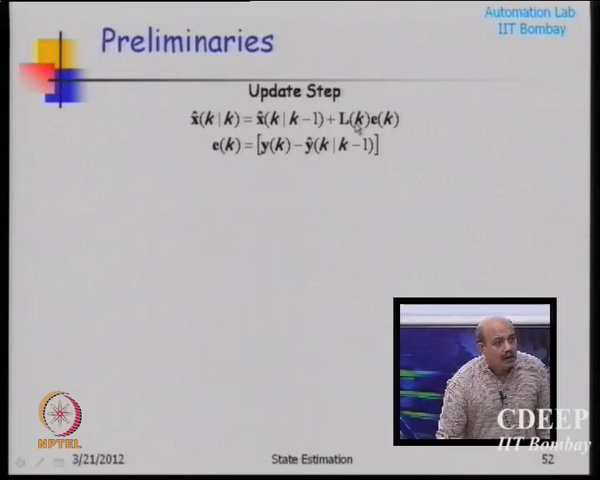 Automation Lab
IIT Bombay
Preliminaries
Update Step
x̂(k | k) = x̂(k | k − 1) + L(k)e(k)
e(k) = [y(k) − ŷ(k | k − 1)]
CDEEP
IIT Bombay
NPTEL
3/21/2012 State Estimation 52